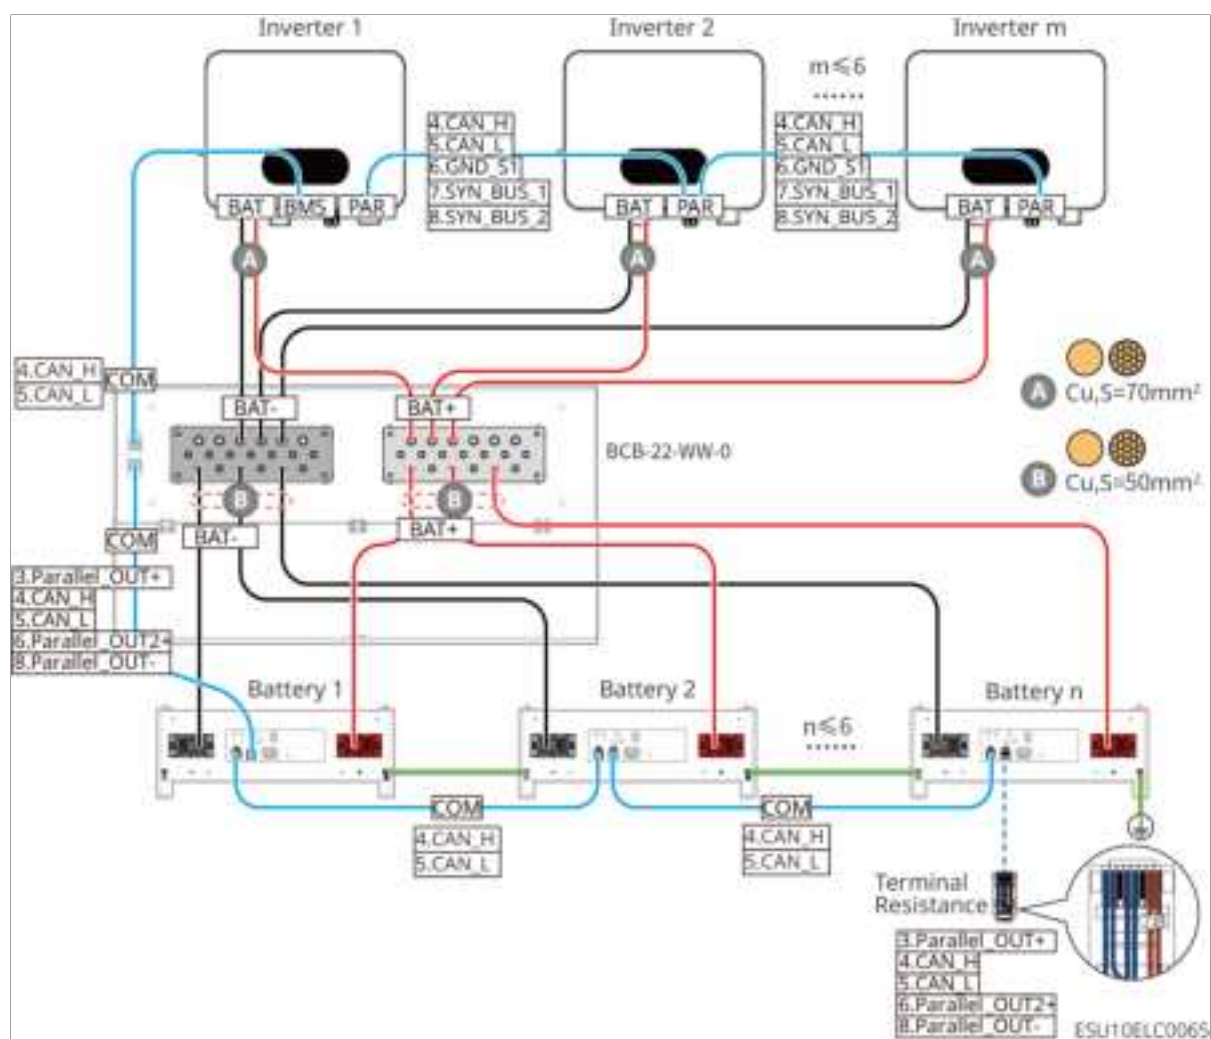 Inverter 1
Inverter 2
Inverter m
m≤6
......
4.CAN_H
5.CAN_L
6.GND_S1
7.SYN_BUS_1
8.SYN_BUS_2
4.CAN_H
5.CAN_L
6.GND_S1
7.SYN_BUS_1
8.SYN_BUS_2
BAT BMS PAR
BAT PAR
BAT PAR
A
A
A
4.CAN_H
5.CAN_L
COM
A Cu,S=70mm²
BAT-
BAT+
BCB-22-WW-0
B Cu,S=50mm²
B
B
BAT-
BAT+
COM
3.Parallel_OUT+
4.CAN_H
5.CAN_L
6.Parallel_OUT2+
8.Parallel_OUT-
Battery 1
Battery 2
Battery n
n≤6
......
COM
4.CAN_H
5.CAN_L
COM
4.CAN_H
5.CAN_L
Terminal
Resistance
3.Parallel_OUT+
4.CAN_H
5.CAN_L
6.Parallel_OUT2+
8.Parallel_OUT-
ESU10ELC0065